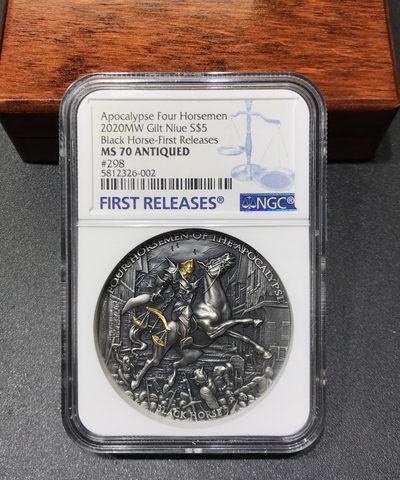 Apocalypse Four Horsemen
2020MW Gilt Niue S$5
Black Horse-First Releases
MS 70 ANTIQUED
#298
5812326-002
FIRST RELEASES®
NGC®
FOUR HORSEMEN OF THE APOCALYPSE
BLACK HORSE